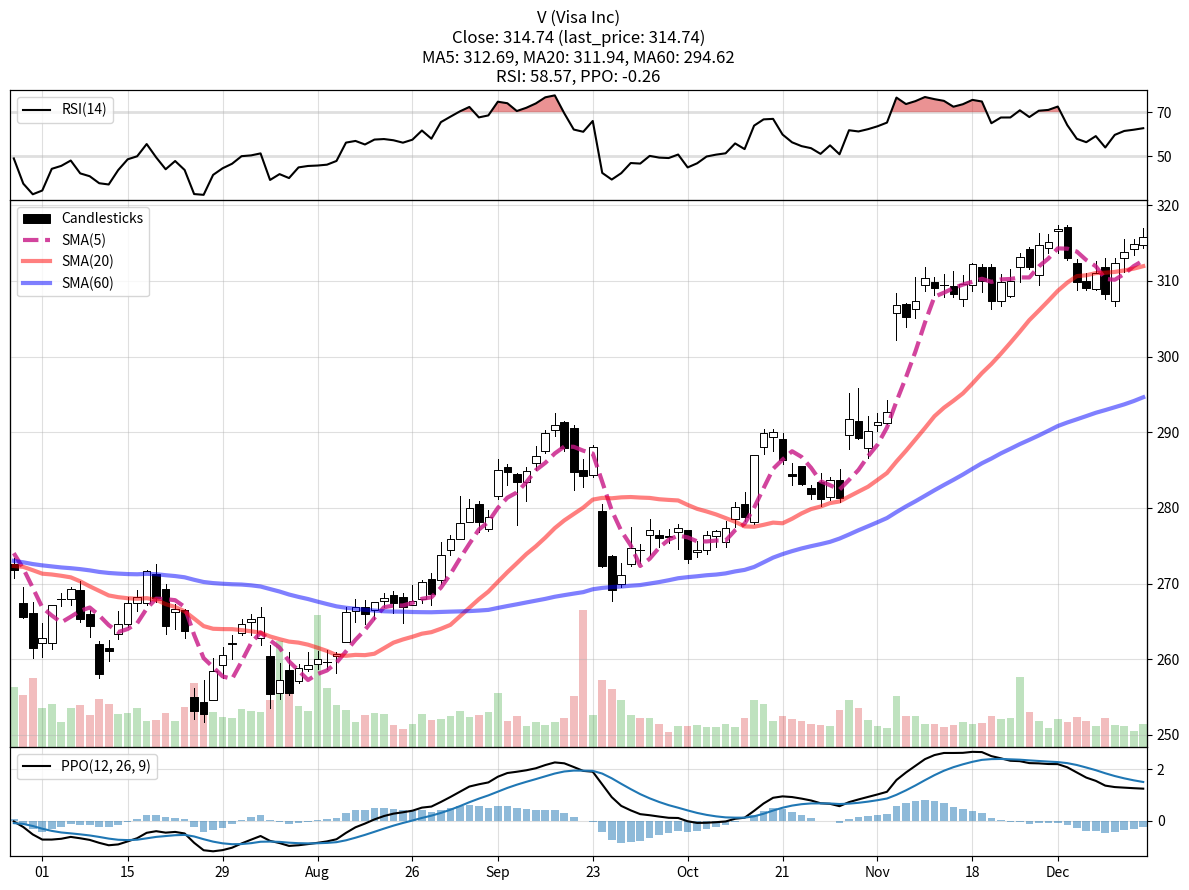 V (Visa Inc)
Close: 314.74 (last_price: 314.74)
MA5: 312.69, MA20: 311.94, MA60: 294.62
RSI: 58.57, PPO: -0.26
RSI(14)
70
50
Candlesticks
SMA(5)
SMA(20)
SMA(60)
320
310
300
290
280
270
260
250
PPO(12, 26, 9)
2
0
01 15 29 Aug 26 Sep 23 Oct 21 Nov 18 Dec